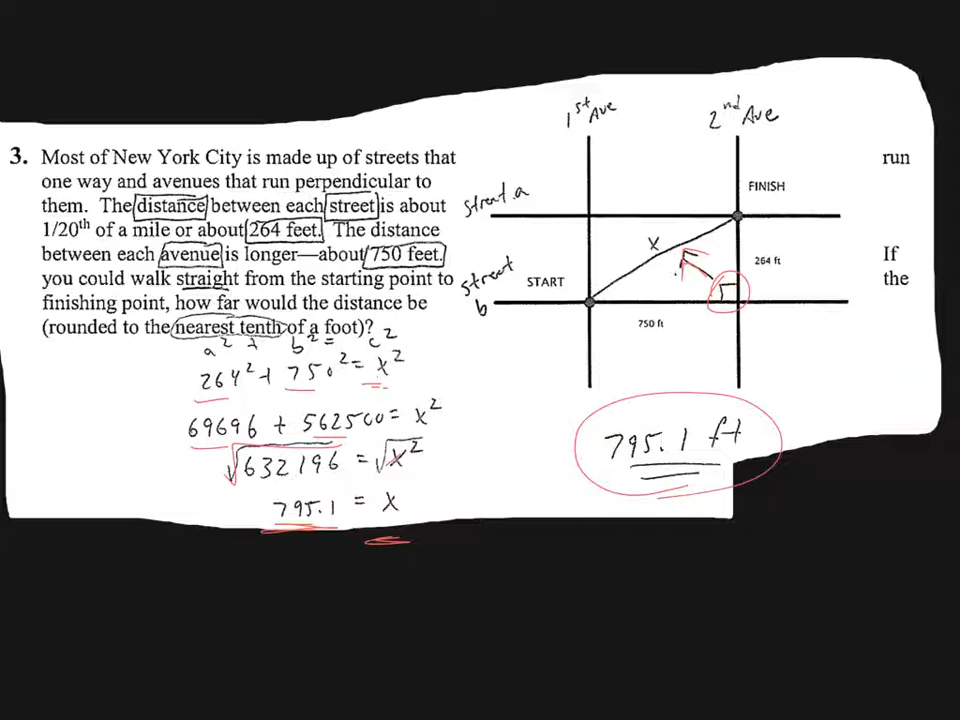 3. Most of New York City is made up of streets that run
one way and avenues that run perpendicular to
them. The distance between each street is about
1/20th of a mile or about 264 feet. The distance
between each avenue is longer—about 750 feet. If
you could walk straight from the starting point to the
finishing point, how far would the distance be
(rounded to the nearest tenth of a foot)?
a² + b² = c²
264² + 750² = x²
69696 + 562500 = x²
√632196 = √x²
795.1 = x
1st Ave
2nd Ave
street a
FINISH
x
264 ft
street b
START
750 ft
795.1 ft